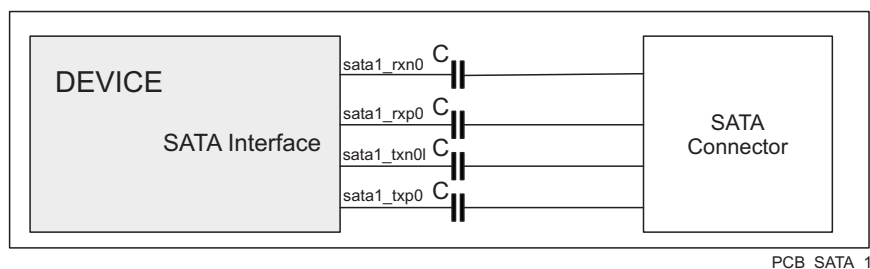 sata1_rxn0 C
DEVICE
sata1_rxp0 C
SATA Interface
SATA
Connector
sata1_txn0l C
sata1_txp0 C
PCB_SATA_1